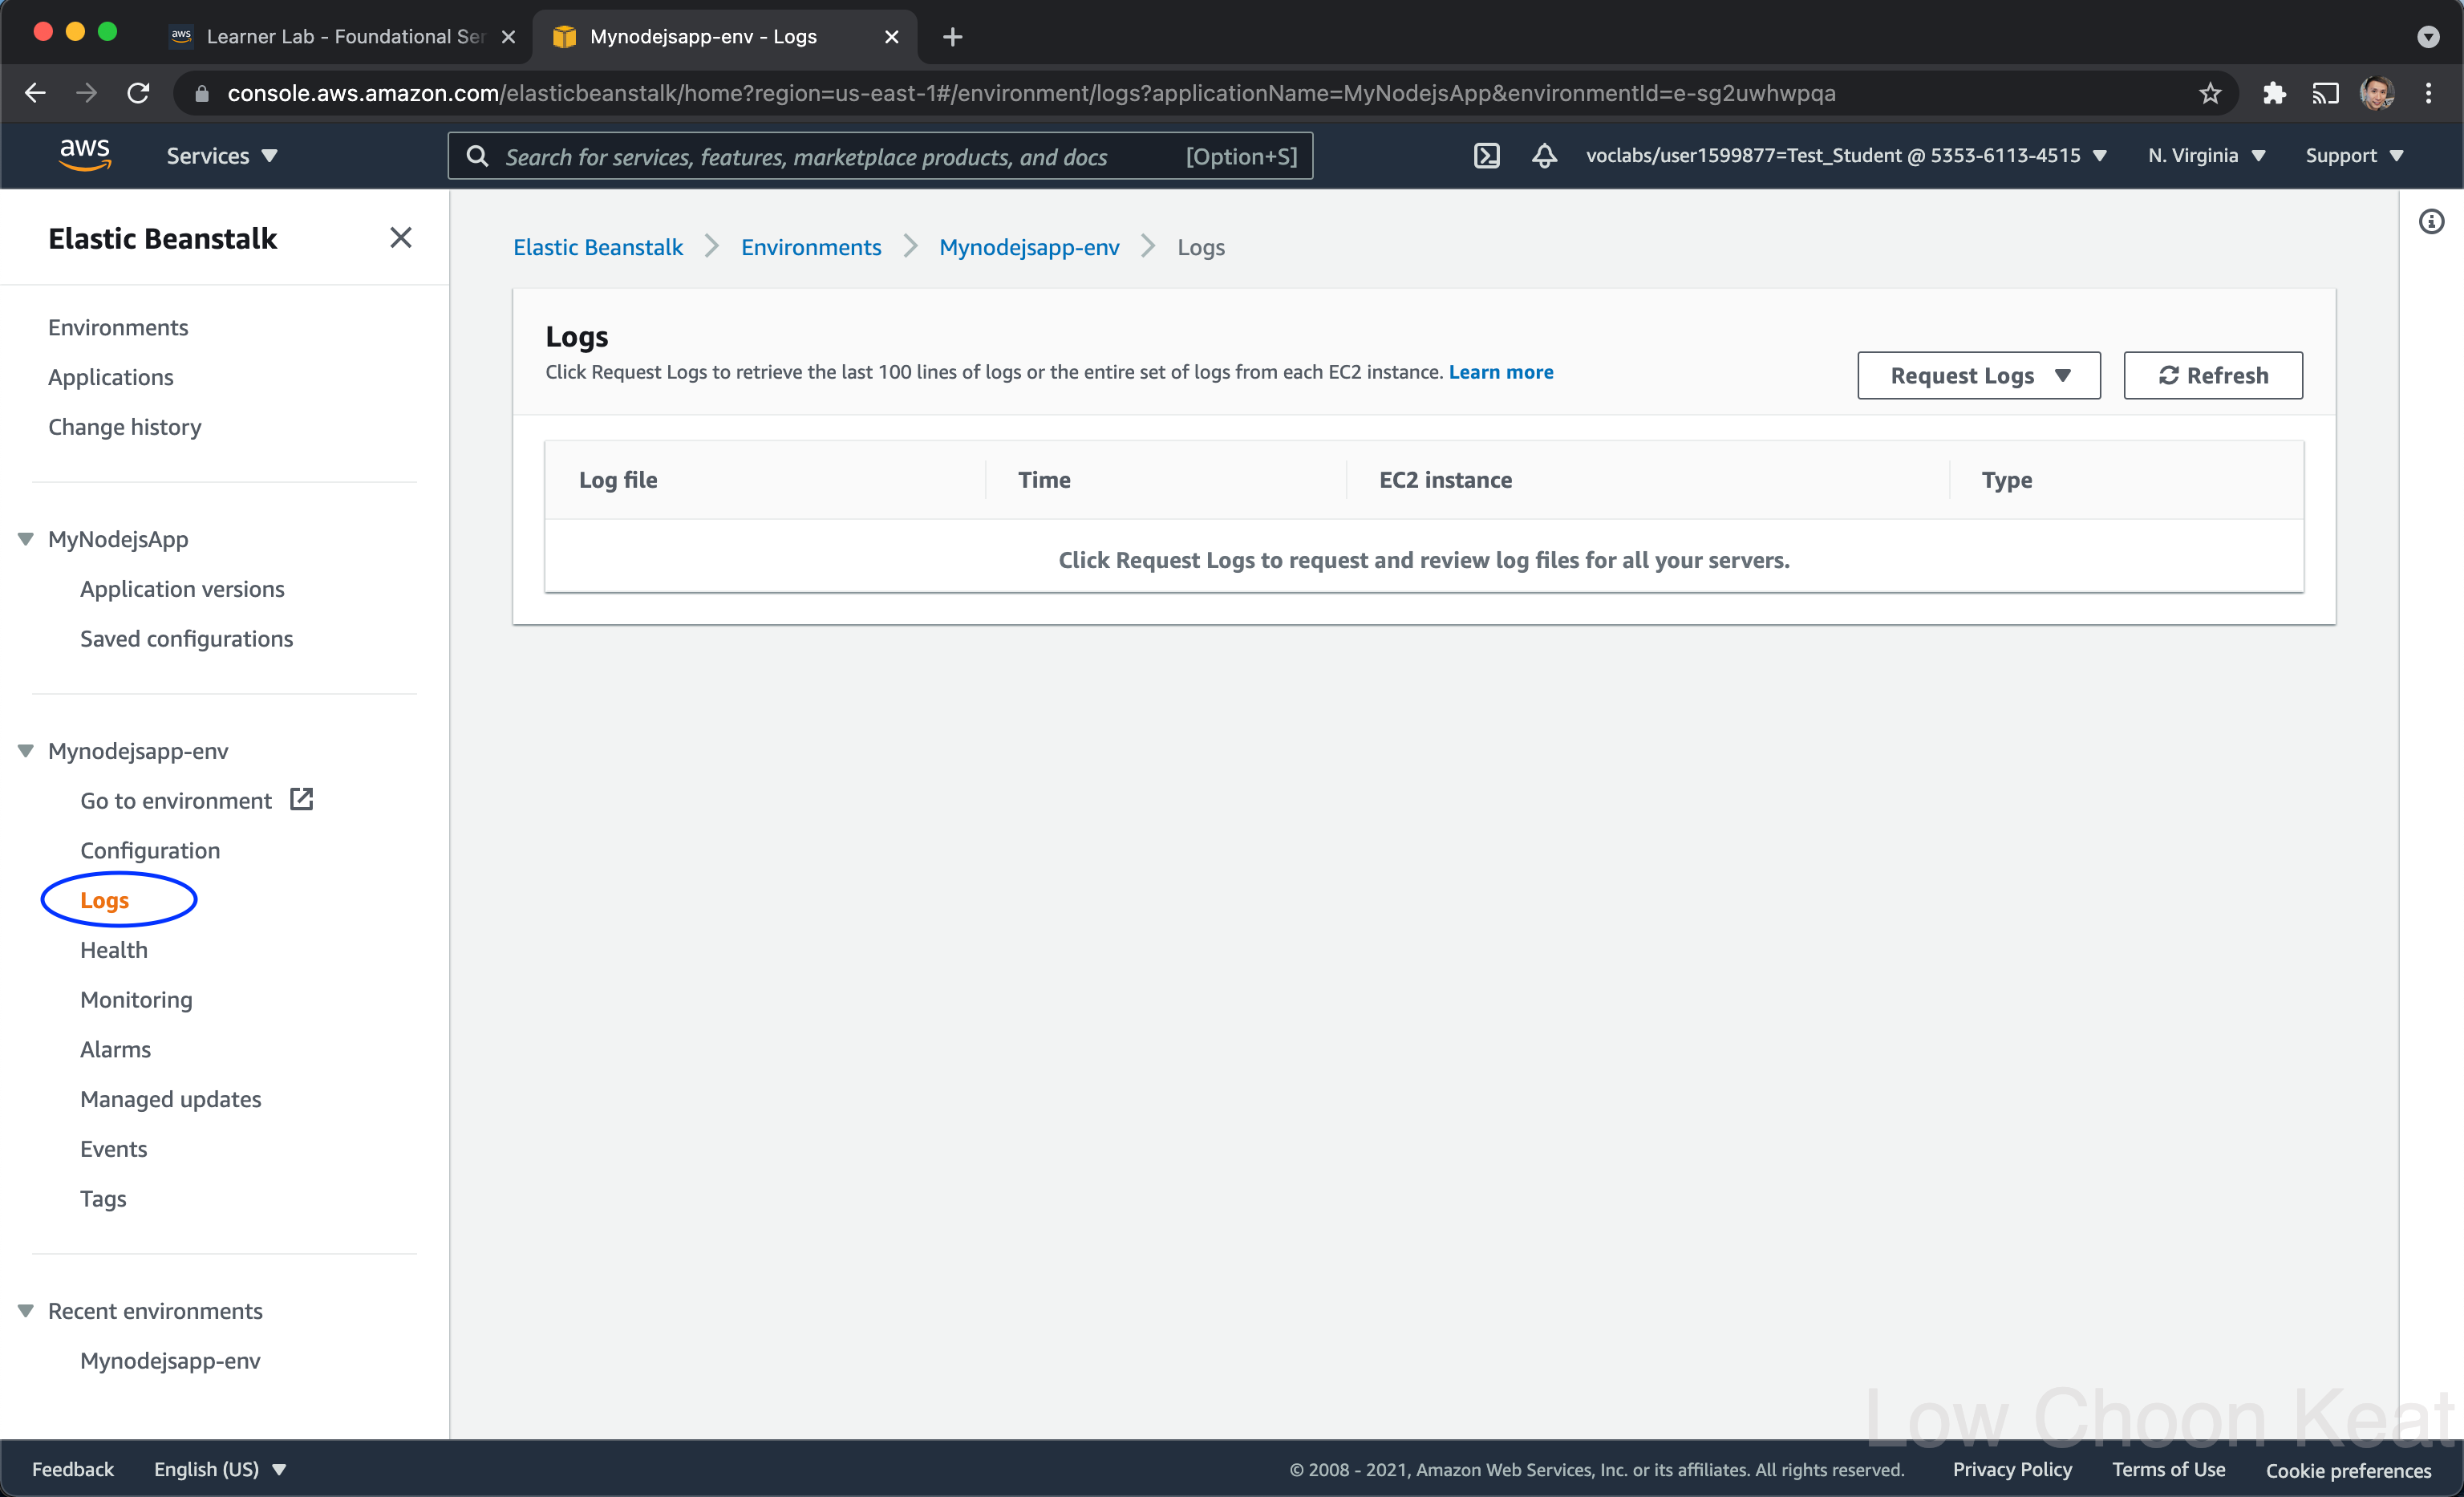 aws Learner Lab - Foundational Ser
Mynodejsapp-env - Logs
console.aws.amazon.com/elasticbeanstalk/home?region=us-east-1#/environment/logs?applicationName=MyNodejsApp&environmentId=e-sg2uwhwpqa
aws Services Search for services, features, marketplace products, and docs [Option+S] voclabs/user1599877=Test_Student @ 5353-6113-4515 N. Virginia Support
Elastic Beanstalk
Environments
Applications
Change history
MyNodejsApp
Application versions
Saved configurations
Mynodejsapp-env
Go to environment
Configuration
Logs
Health
Monitoring
Alarms
Managed updates
Events
Tags
Recent environments
Mynodejsapp-env
Elastic Beanstalk Environments Mynodejsapp-env Logs
Logs
Click Request Logs to retrieve the last 100 lines of logs or the entire set of logs from each EC2 instance. Learn more
Request Logs Refresh
Log file Time EC2 instance Type
Click Request Logs to request and review log files for all your servers.
Low Choon Keat
Feedback English (US) © 2008 - 2021, Amazon Web Services, Inc. or its affiliates. All rights reserved. Privacy Policy Terms of Use Cookie preferences